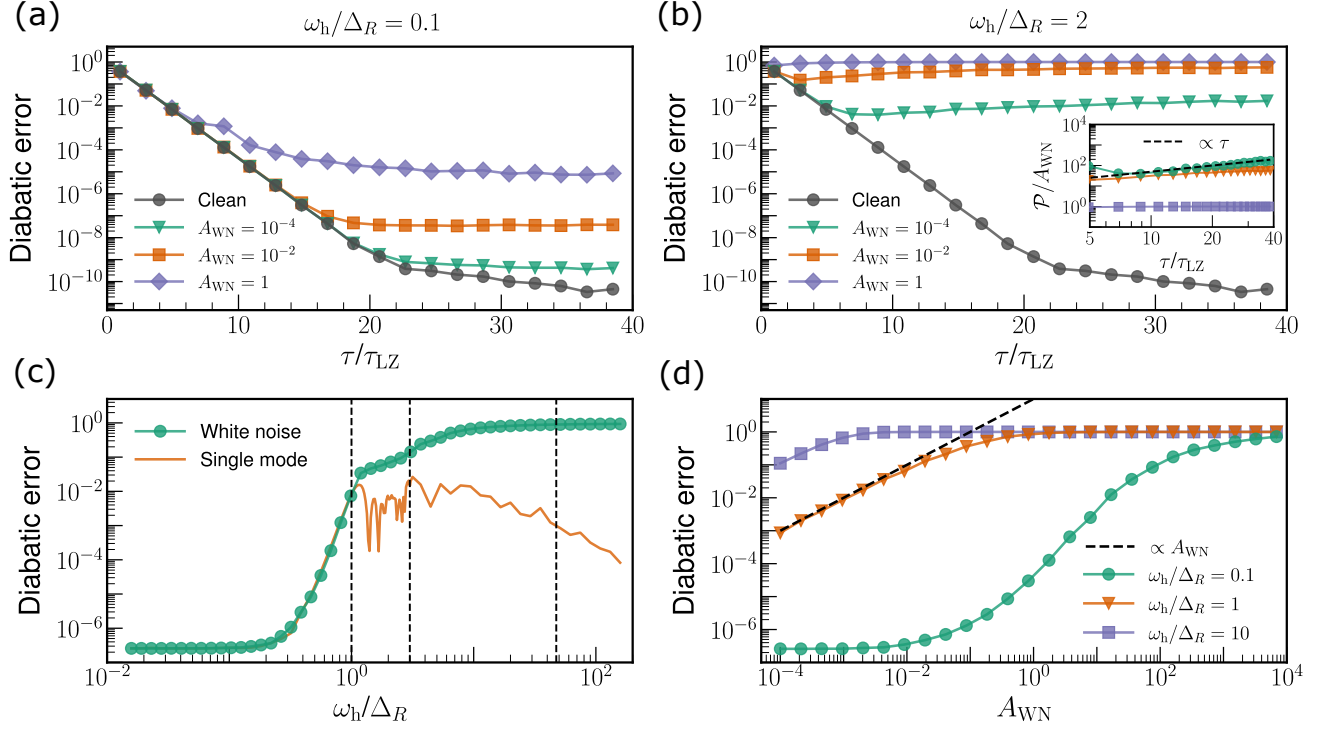 (a)
ω_h/Δ_R = 0.1
Diabatic error
10^0
10^−2
10^−4
10^−6
10^−8
10^−10
Clean
A_WN = 10^−4
A_WN = 10^−2
A_WN = 1
0 10 20 30 40
τ/τ_LZ
(b)
ω_h/Δ_R = 2
Diabatic error
10^0
10^−2
10^−4
10^−6
10^−8
10^−10
Clean
A_WN = 10^−4
A_WN = 10^−2
A_WN = 1
P/A_WN
10^4
10^2
10^0
∝ τ
5 10 20 30 40
τ/τ_LZ
0 10 20 30 40
τ/τ_LZ
(c)
Diabatic error
10^0
10^−2
10^−4
10^−6
White noise
Single mode
10^−2 10^0 10^2
ω_h/Δ_R
(d)
Diabatic error
10^0
10^−2
10^−4
10^−6
∝ A_WN
ω_h/Δ_R = 0.1
ω_h/Δ_R = 1
ω_h/Δ_R = 10
10^−4 10^−2 10^0 10^2 10^4
A_WN